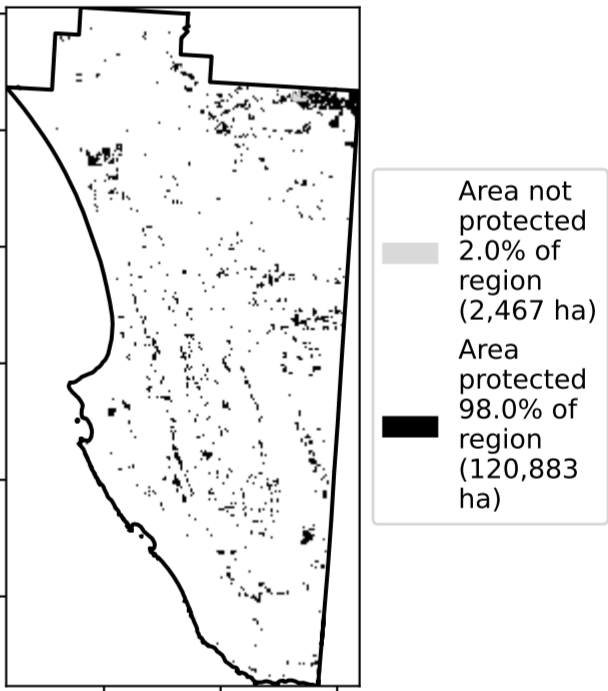 Area not
protected
2.0% of
region
(2,467 ha)
Area
protected
98.0% of
region
(120,883
ha)